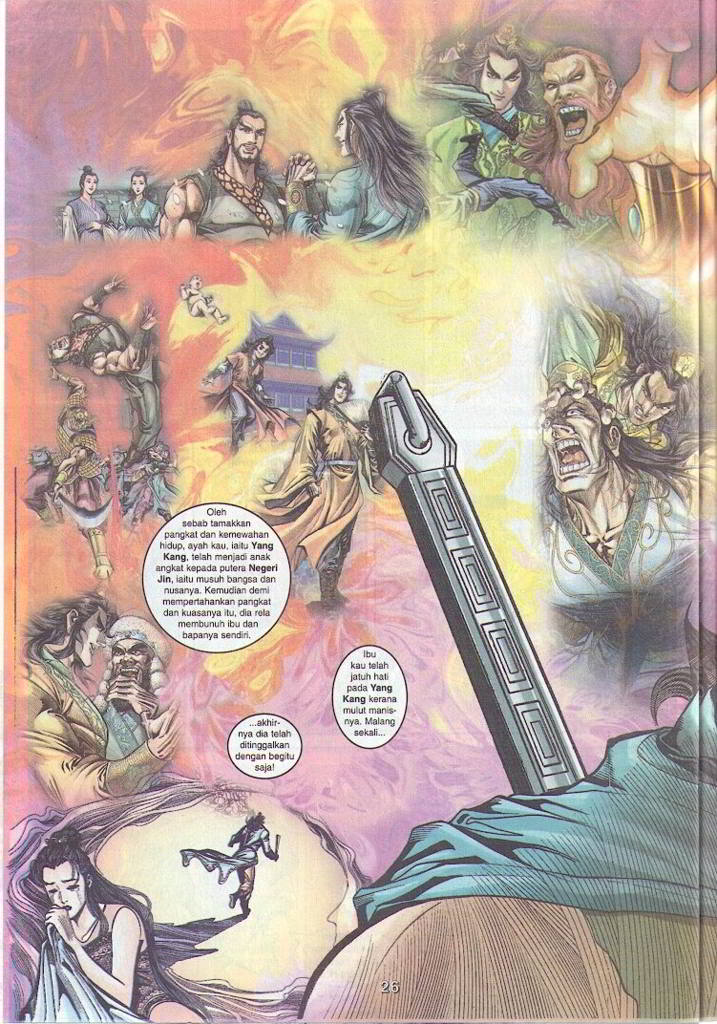 Oleh
sebab tamakkan
pangkat dan kemewahan
hidup, ayah kau, iaitu Yang
Kang, telah menjadi anak
angkat kepada putera Negeri
Jin, iaitu musuh bangsa dan
nusanya. Kemudian demi
mempertahankan pangkat
dan kuasanya itu, dia rela
membunuh ibu dan
bapanya sendiri.
Ibu
kau telah
jatuh hati
pada Yang
Kang kerana
mulut manis-
nya. Malang
sekali...
...akhir-
nya dia telah
ditinggalkan
dengan begitu
saja!
26